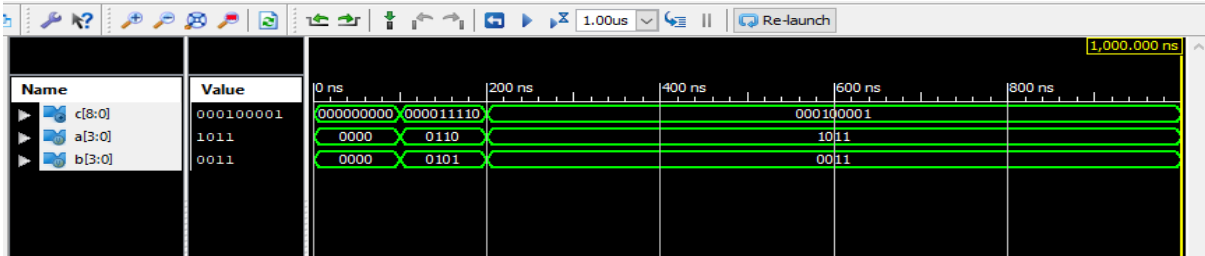 1.00us Re-launch
1,000.000 ns
Name Value 0 ns 200 ns 400 ns 600 ns 800 ns
c[8:0] 000100001 000000000 000011110 000100001
a[3:0] 1011 0000 0110 1011
b[3:0] 0011 0000 0101 0011